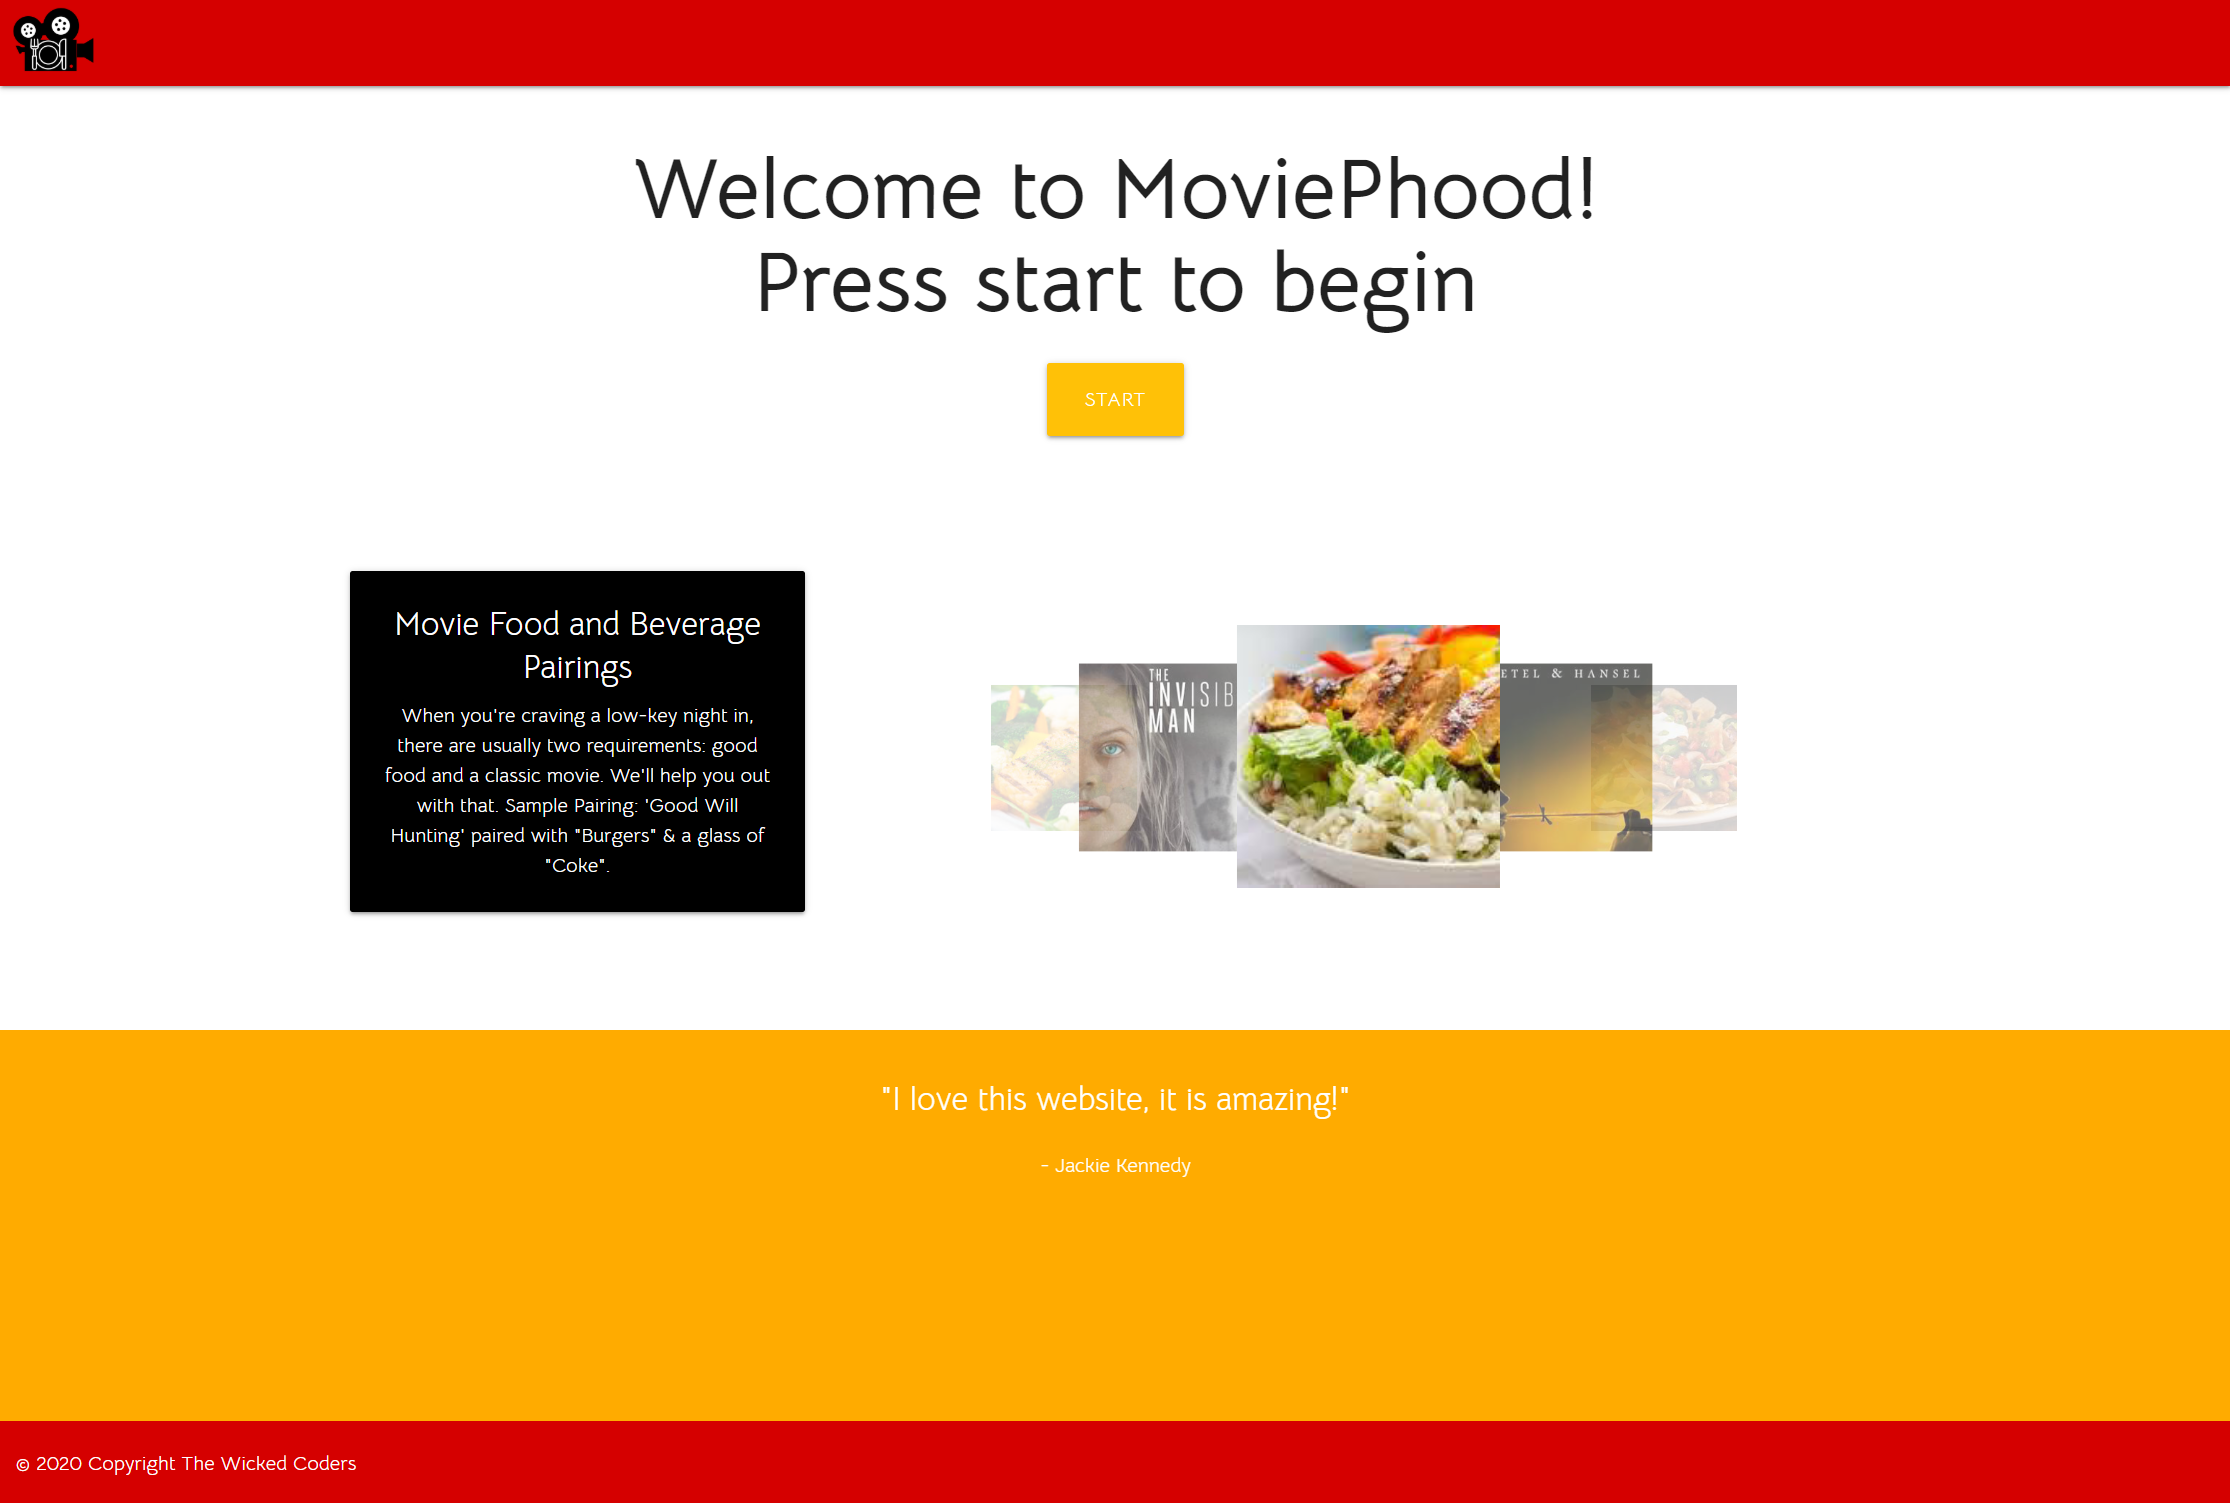 Welcome to MoviePhood!
Press start to begin
START
Movie Food and Beverage
Pairings
When you're craving a low-key night in,
there are usually two requirements: good
food and a classic movie. We'll help you out
with that. Sample Pairing: 'Good Will
Hunting' paired with "Burgers" & a glass of
"Coke".
THE
INVISIB
MAN
ETEL & HANSEL
"I love this website, it is amazing!"
- Jackie Kennedy
© 2020 Copyright The Wicked Coders